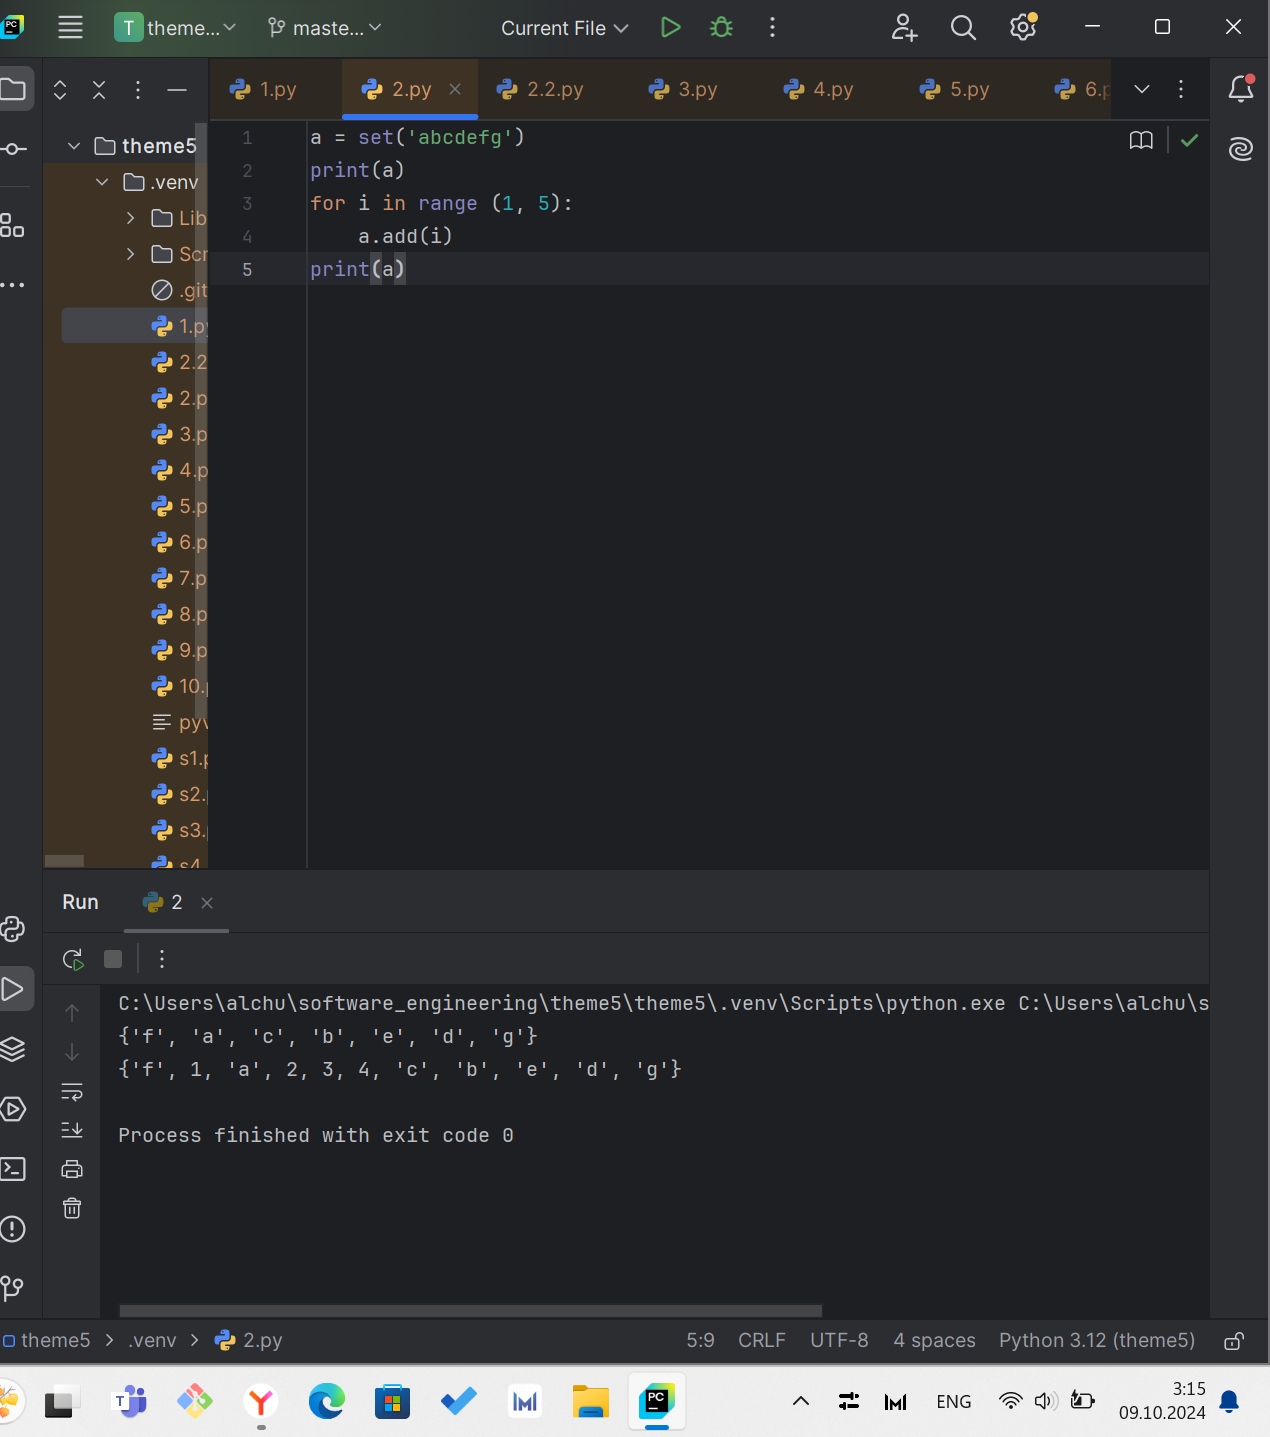 PC T theme... master... Current File
1.py 2.py 2.2.py 3.py 4.py 5.py 6.p
theme5
.venv
Lib
Scr
.git
1.py
2.2
2.p
3.p
4.p
5.p
6.p
7.p
8.p
9.p
10.
pyv
s1.p
s2.
s3.
s4
1 a = set('abcdefg')
2 print(a)
3 for i in range (1, 5):
4 a.add(i)
5 print(a)
Run 2
C:\Users\alchu\software_engineering\theme5\theme5\.venv\Scripts\python.exe C:\Users\alchu\s
{'f', 'a', 'c', 'b', 'e', 'd', 'g'}
{'f', 1, 'a', 2, 3, 4, 'c', 'b', 'e', 'd', 'g'}
Process finished with exit code 0
theme5 > .venv > 2.py 5:9 CRLF UTF-8 4 spaces Python 3.12 (theme5)
ENG 3:15
09.10.2024